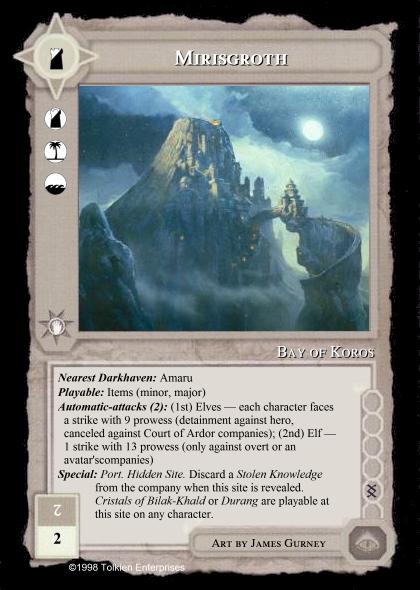 MIRISGROTH
BAY OF KOROS
Nearest Darkhaven: Amaru
Playable: Items (minor, major)
Automatic-attacks (2): (1st) Elves — each character faces
a strike with 9 prowess (detainment against hero,
canceled against Court of Ardor companies); (2nd) Elf —
1 strike with 13 prowess (only against overt or an
avatar'scompanies)
Special: Port. Hidden Site. Discard a Stolen Knowledge
from the company when this site is revealed.
Cristals of Bilak-Khald or Durang are playable at
this site on any character.
2
2
ART BY JAMES GURNEY
©1998 Tolkien Enterprises